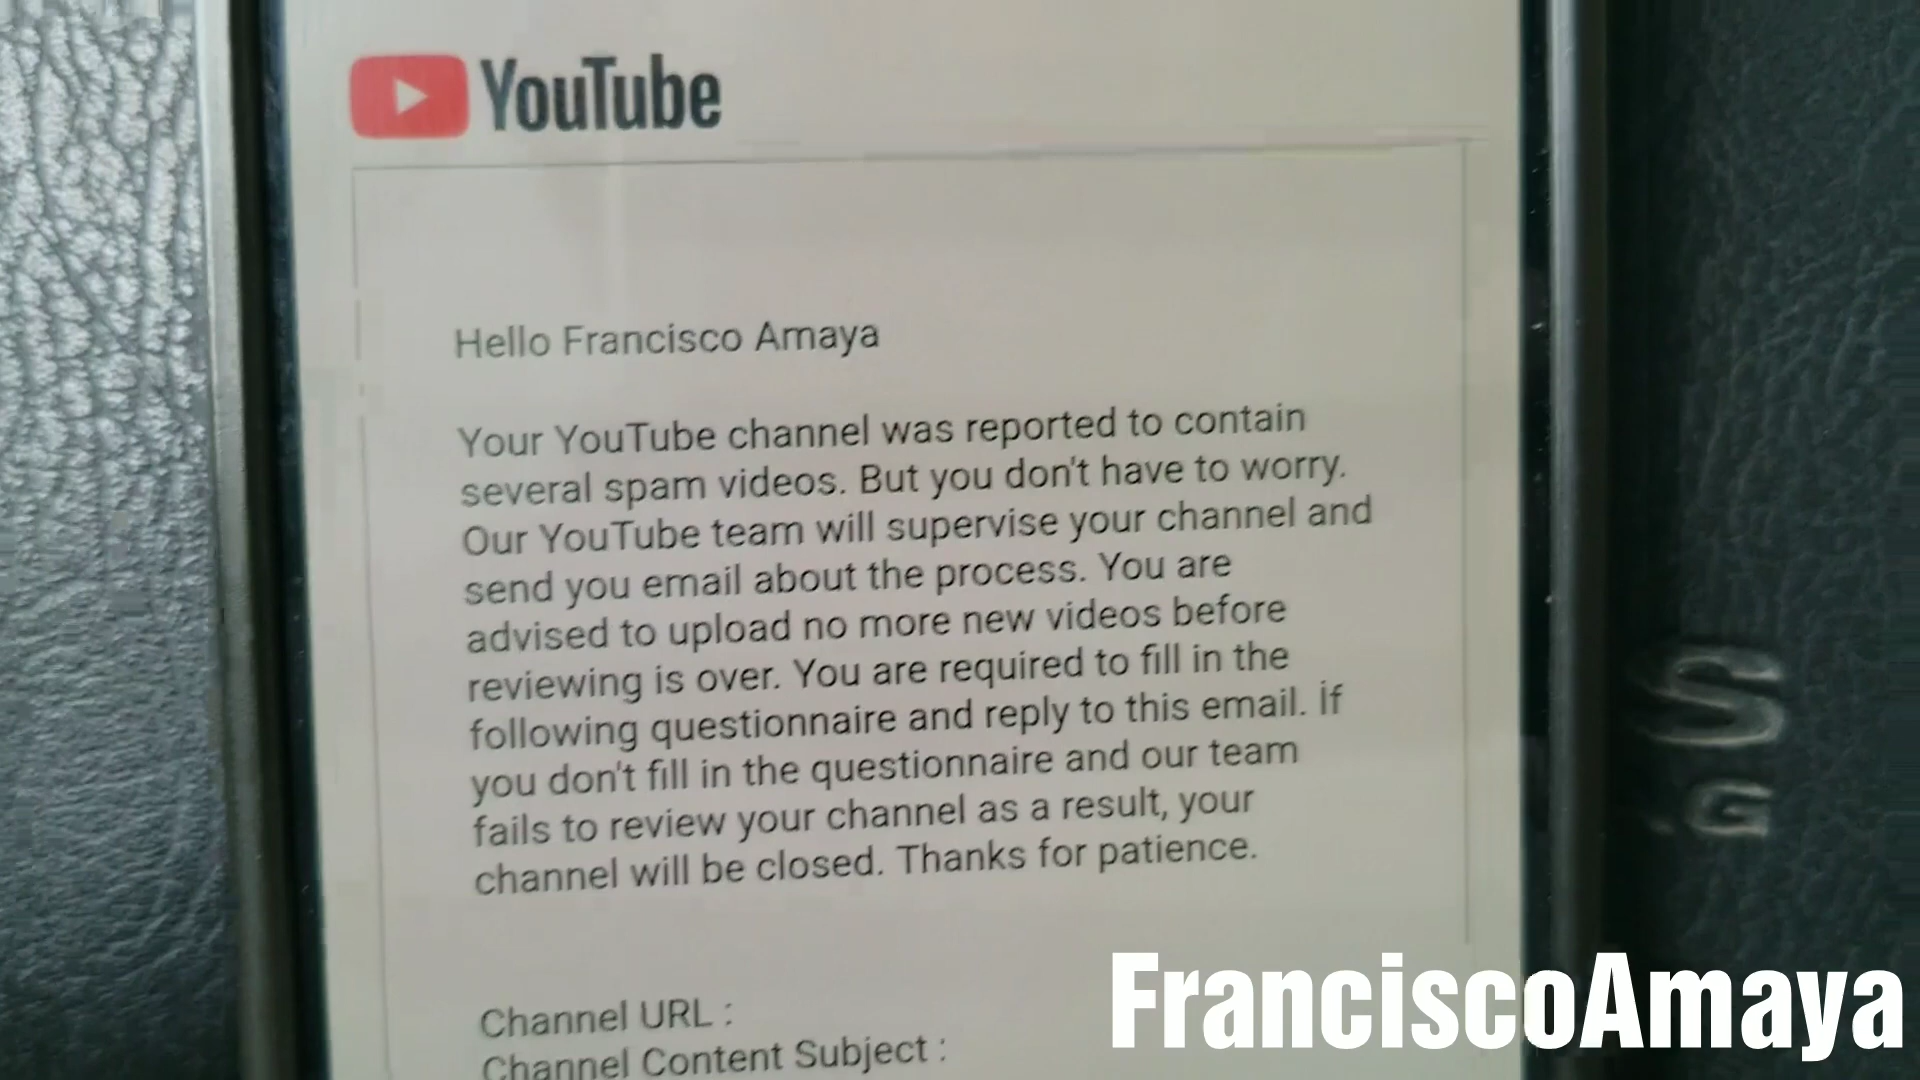 YouTube
Hello Francisco Amaya
Your YouTube channel was reported to contain
several spam videos. But you don't have to worry.
Our YouTube team will supervise your channel and
send you email about the process. You are
advised to upload no more new videos before
reviewing is over. You are required to fill in the
following questionnaire and reply to this email. İf
you don't fill in the questionnaire and our team
fails to review your channel as a result, your
channel will be closed. Thanks for patience.
Channel URL :
Channel Content Subject :
S
.G
FranciscoAmaya